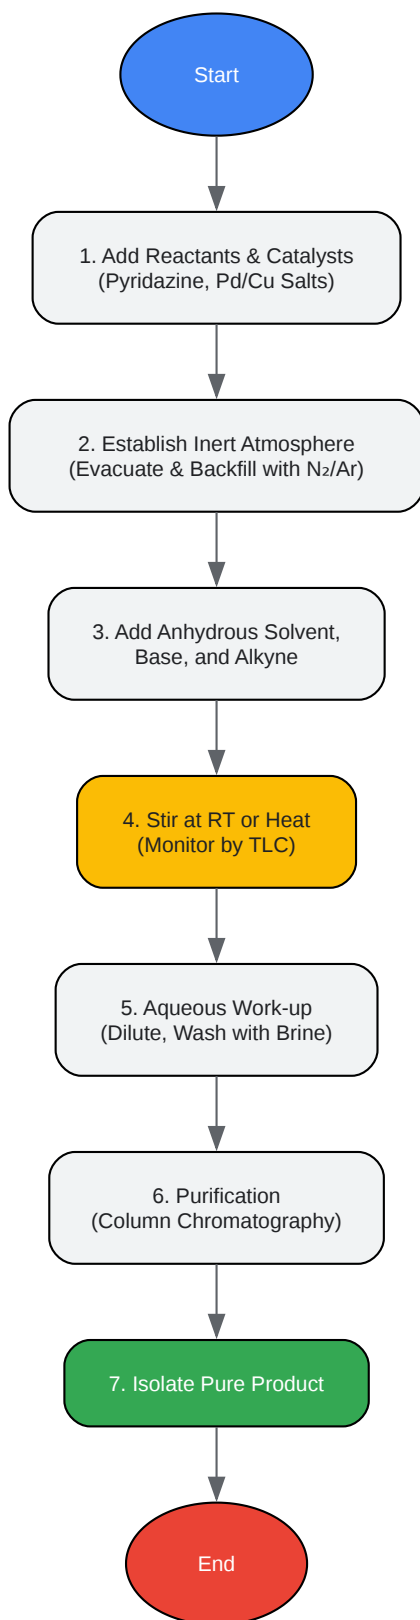 Start
1. Add Reactants & Catalysts
(Pyridazine, Pd/Cu Salts)
2. Establish Inert Atmosphere
(Evacuate & Backfill with N₂/Ar)
3. Add Anhydrous Solvent,
Base, and Alkyne
4. Stir at RT or Heat
(Monitor by TLC)
5. Aqueous Work-up
(Dilute, Wash with Brine)
6. Purification
(Column Chromatography)
7. Isolate Pure Product
End